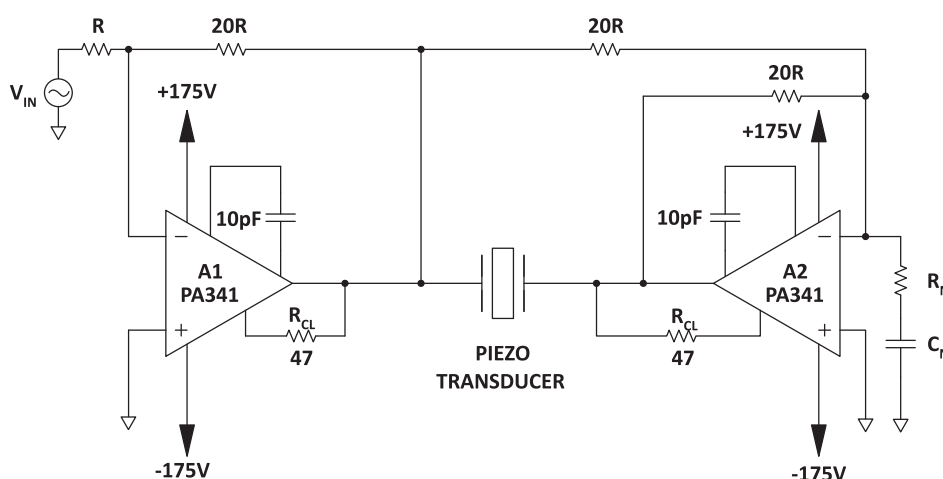 R
20R
20R
20R
V_IN
+175V
+175V
10pF
10pF
A1
PA341
A2
PA341
R_CL
47
R_CL
47
PIEZO
TRANSDUCER
-175V
-175V